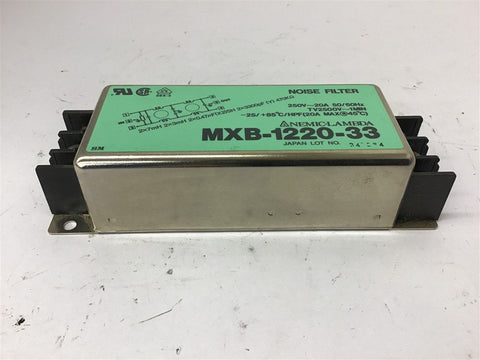 NOISE FILTER
250V~20A 50/60Hz
TV2500V~1MIN
-25/+85°C/HPF(20A MAX@45°C)
NEMIC-LAMBDA
MXB-1220-33
JAPAN LOT NO.
SM